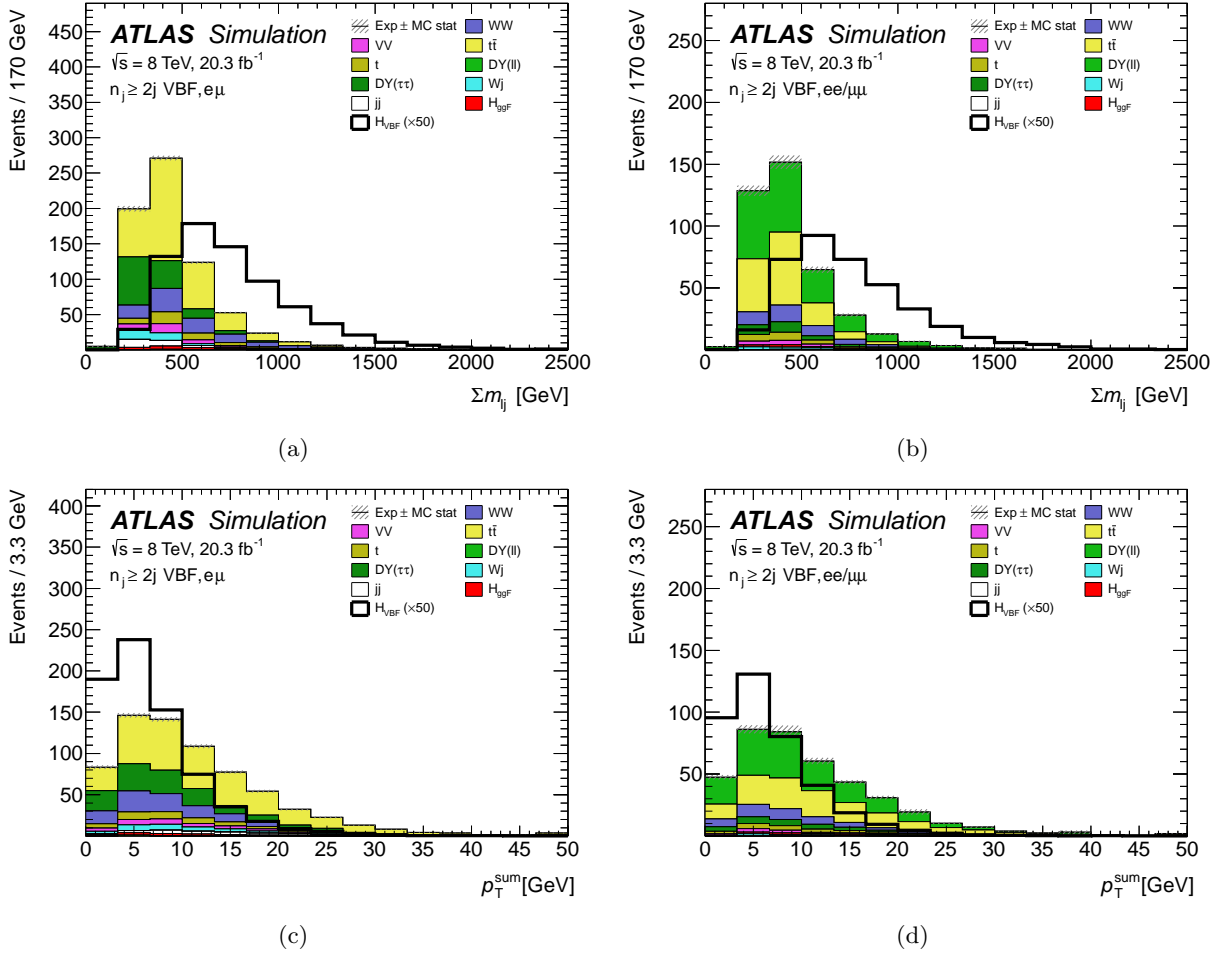 Events / 170 GeV
450
400
350
300
250
200
150
100
50
ATLAS Simulation
√s = 8 TeV, 20.3 fb⁻¹
nⱼ ≥ 2j VBF, eμ
Exp ± MC stat
WW
VV
tt̄
t
DY(ll)
DY(ττ)
Wj
jj
H_ggF
H_VBF (×50)
0 500 1000 1500 2000 2500
Σm_lj [GeV]
(a)
Events / 170 GeV
250
200
150
100
50
ATLAS Simulation
√s = 8 TeV, 20.3 fb⁻¹
nⱼ ≥ 2j VBF, ee/μμ
Exp ± MC stat
WW
VV
tt̄
t
DY(ll)
DY(ττ)
Wj
jj
H_ggF
H_VBF (×50)
0 500 1000 1500 2000 2500
Σm_lj [GeV]
(b)
Events / 3.3 GeV
400
350
300
250
200
150
100
50
ATLAS Simulation
√s = 8 TeV, 20.3 fb⁻¹
nⱼ ≥ 2j VBF, eμ
Exp ± MC stat
WW
VV
tt̄
t
DY(ll)
DY(ττ)
Wj
jj
H_ggF
H_VBF (×50)
0 5 10 15 20 25 30 35 40 45 50
p_T^sum [GeV]
(c)
Events / 3.3 GeV
250
200
150
100
50
ATLAS Simulation
√s = 8 TeV, 20.3 fb⁻¹
nⱼ ≥ 2j VBF, ee/μμ
Exp ± MC stat
WW
VV
tt̄
t
DY(ll)
DY(ττ)
Wj
jj
H_ggF
H_VBF (×50)
0 5 10 15 20 25 30 35 40 45 50
p_T^sum [GeV]
(d)